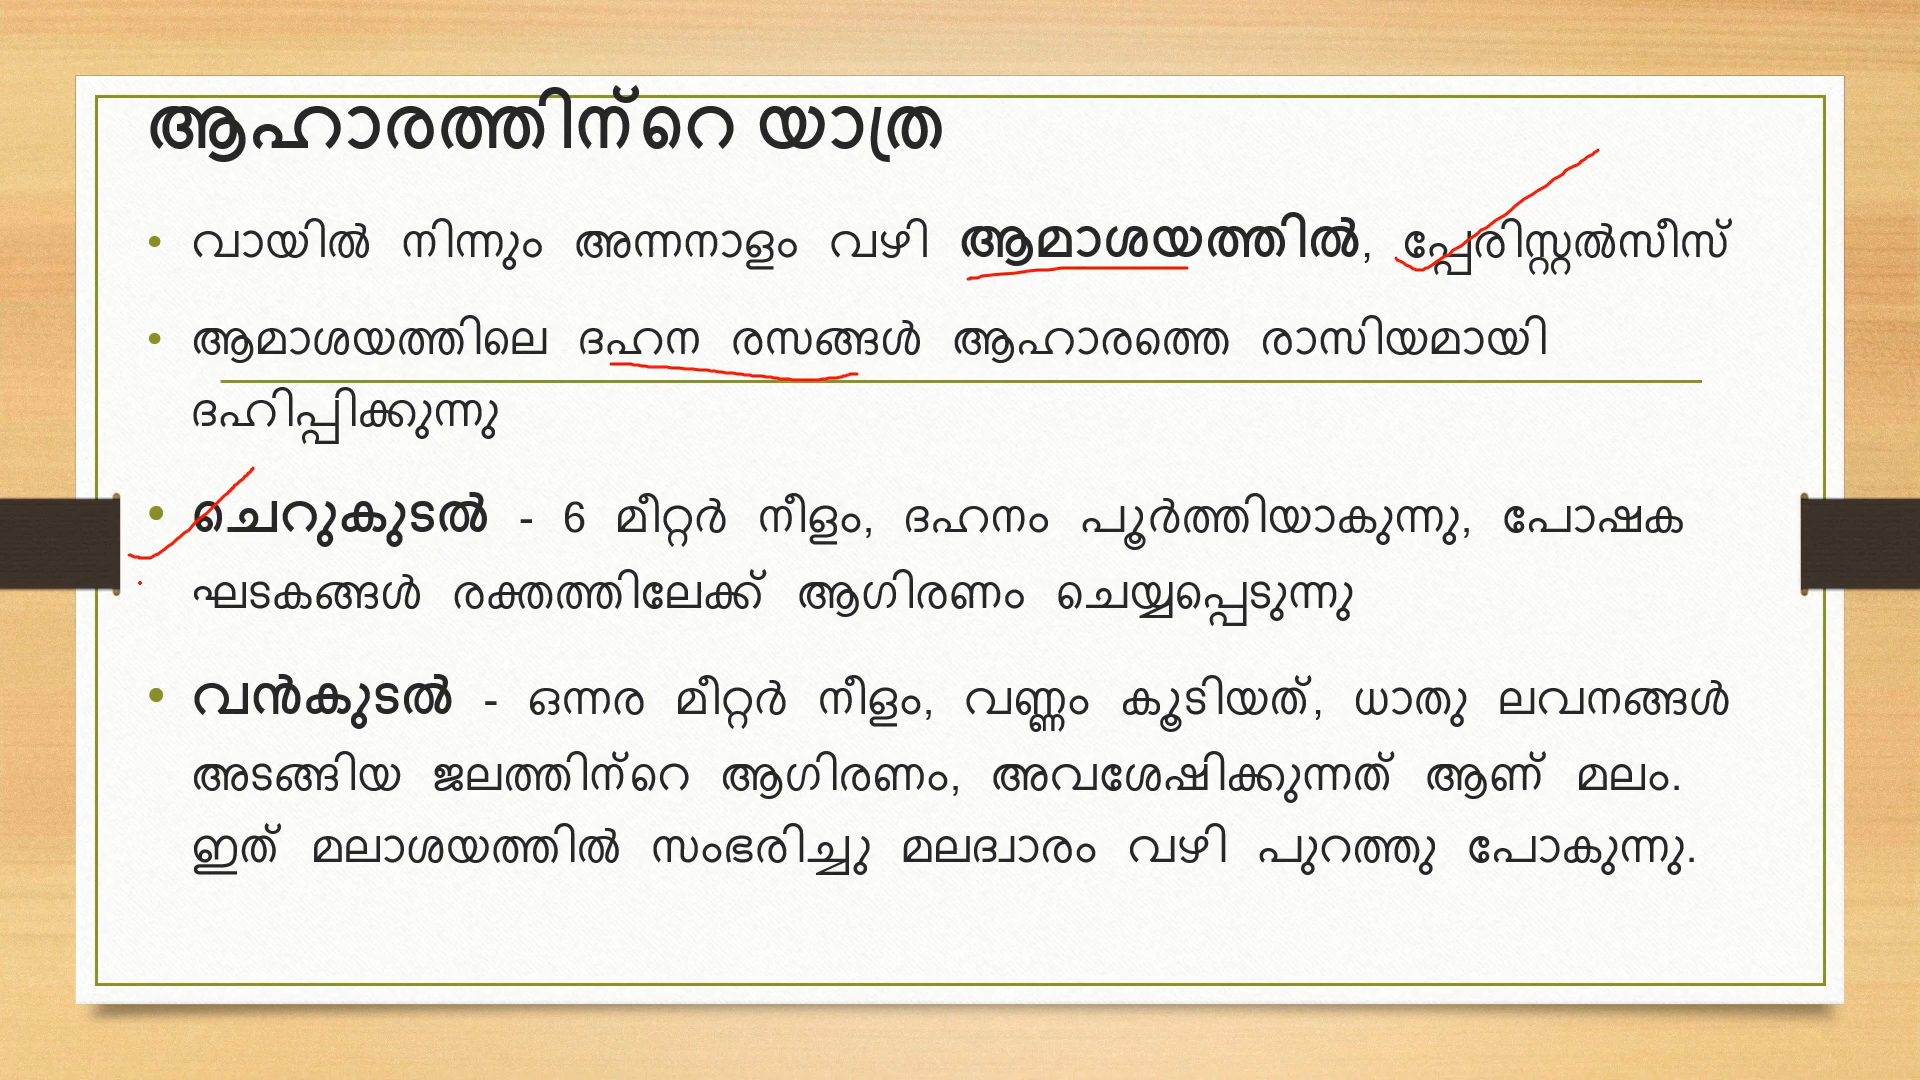 ആഹാരത്തിന്‍റെ യാത്ര
• വായിൽ നിന്നും അന്നനാളം വഴി ആമാശയത്തിൽ, പ്പേരിസ്റ്റൽസീസ്
• ആമാശയത്തിലെ ദഹന രസങ്ങൾ ആഹാരത്തെ രാസിയമായി
ദഹിപ്പിക്കുന്നു
• ചെറുകുടൽ - 6 മീറ്റർ നീളം, ദഹനം പൂർത്തിയാകുന്നു, പോഷക
ഘടകങ്ങൾ രക്തത്തിലേക്ക് ആഗിരണം ചെയ്യപ്പെടുന്നു
• വൻകുടൽ - ഒന്നര മീറ്റർ നീളം, വണ്ണം കൂടിയത്, ധാതു ലവനങ്ങൾ
അടങ്ങിയ ജലത്തിന്‍റെ ആഗിരണം, അവശേഷിക്കുന്നത് ആണ് മലം.
ഇത് മലാശയത്തിൽ സംഭരിച്ചു മലദ്വാരം വഴി പുറത്തു പോകുന്നു.